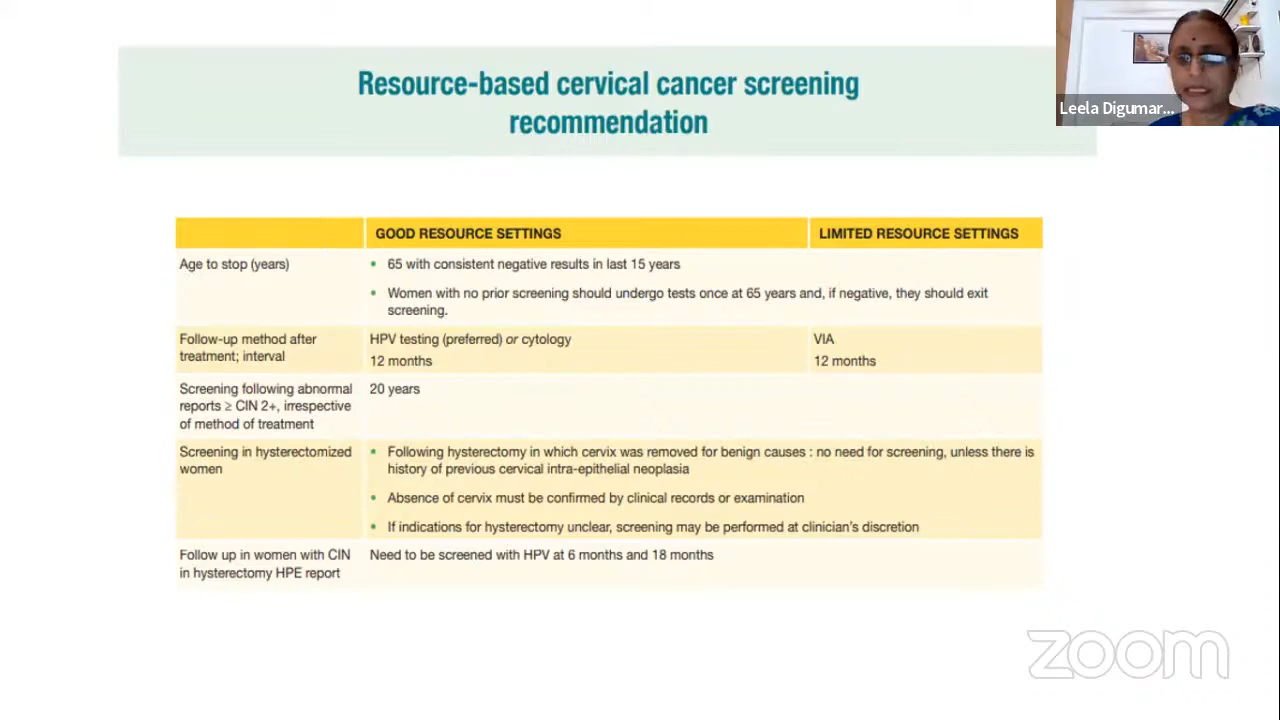 Resource-based cervical cancer screening
recommendation
Leela Digumar...
GOOD RESOURCE SETTINGS
LIMITED RESOURCE SETTINGS
Age to stop (years)
• 65 with consistent negative results in last 15 years
• Women with no prior screening should undergo tests once at 65 years and, if negative, they should exit
screening.
Follow-up method after
treatment; interval
HPV testing (preferred) or cytology
12 months
VIA
12 months
Screening following abnormal
reports ≥ CIN 2+, irrespective
of method of treatment
20 years
Screening in hysterectomized
women
• Following hysterectomy in which cervix was removed for benign causes : no need for screening, unless there is
history of previous cervical intra-epithelial neoplasia
• Absence of cervix must be confirmed by clinical records or examination
• If indications for hysterectomy unclear, screening may be performed at clinician's discretion
Follow up in women with CIN
in hysterectomy HPE report
Need to be screened with HPV at 6 months and 18 months
zoom